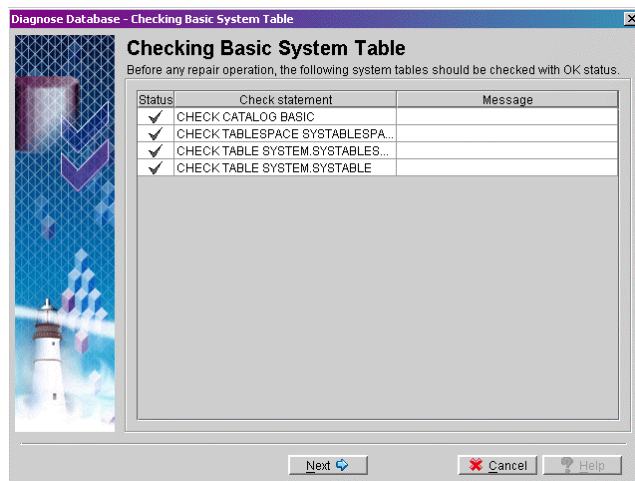 Diagnose Database - Checking Basic System Table
Checking Basic System Table
Before any repair operation, the following system tables should be checked with OK status.
Status Check statement Message
CHECK CATALOG BASIC
CHECK TABLESPACE SYSTABLESPA...
CHECK TABLE SYSTEM.SYSTABLES...
CHECK TABLE SYSTEM.SYSTABLE
Next Cancel Help